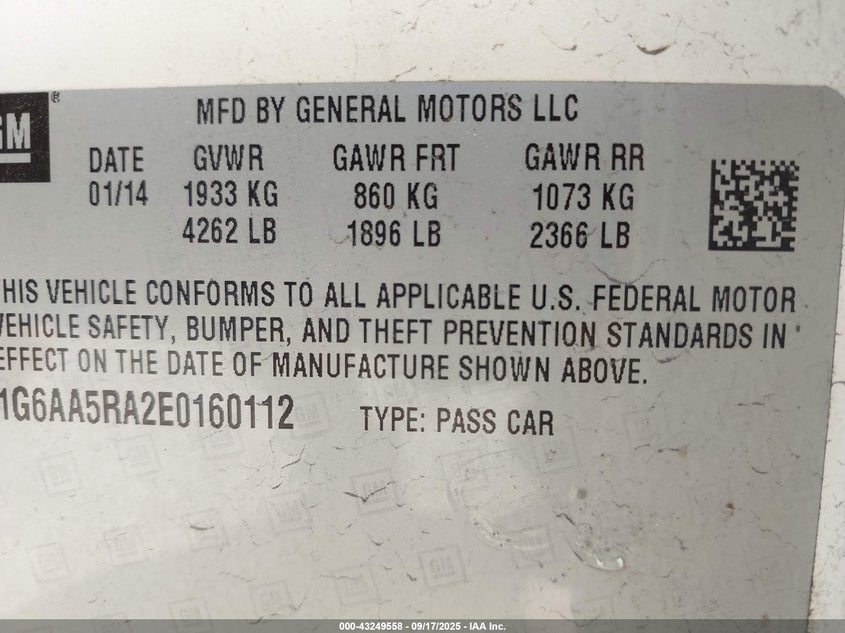 GM ®
MFD BY GENERAL MOTORS LLC
DATE GVWR GAWR FRT GAWR RR
01/14 1933 KG 860 KG 1073 KG
4262 LB 1896 LB 2366 LB
THIS VEHICLE CONFORMS TO ALL APPLICABLE U.S. FEDERAL MOTOR
VEHICLE SAFETY, BUMPER, AND THEFT PREVENTION STANDARDS IN
EFFECT ON THE DATE OF MANUFACTURE SHOWN ABOVE.
1G6AA5RA2E0160112 TYPE: PASS CAR
000-43249558 - 09/17/2025 - IAA Inc.